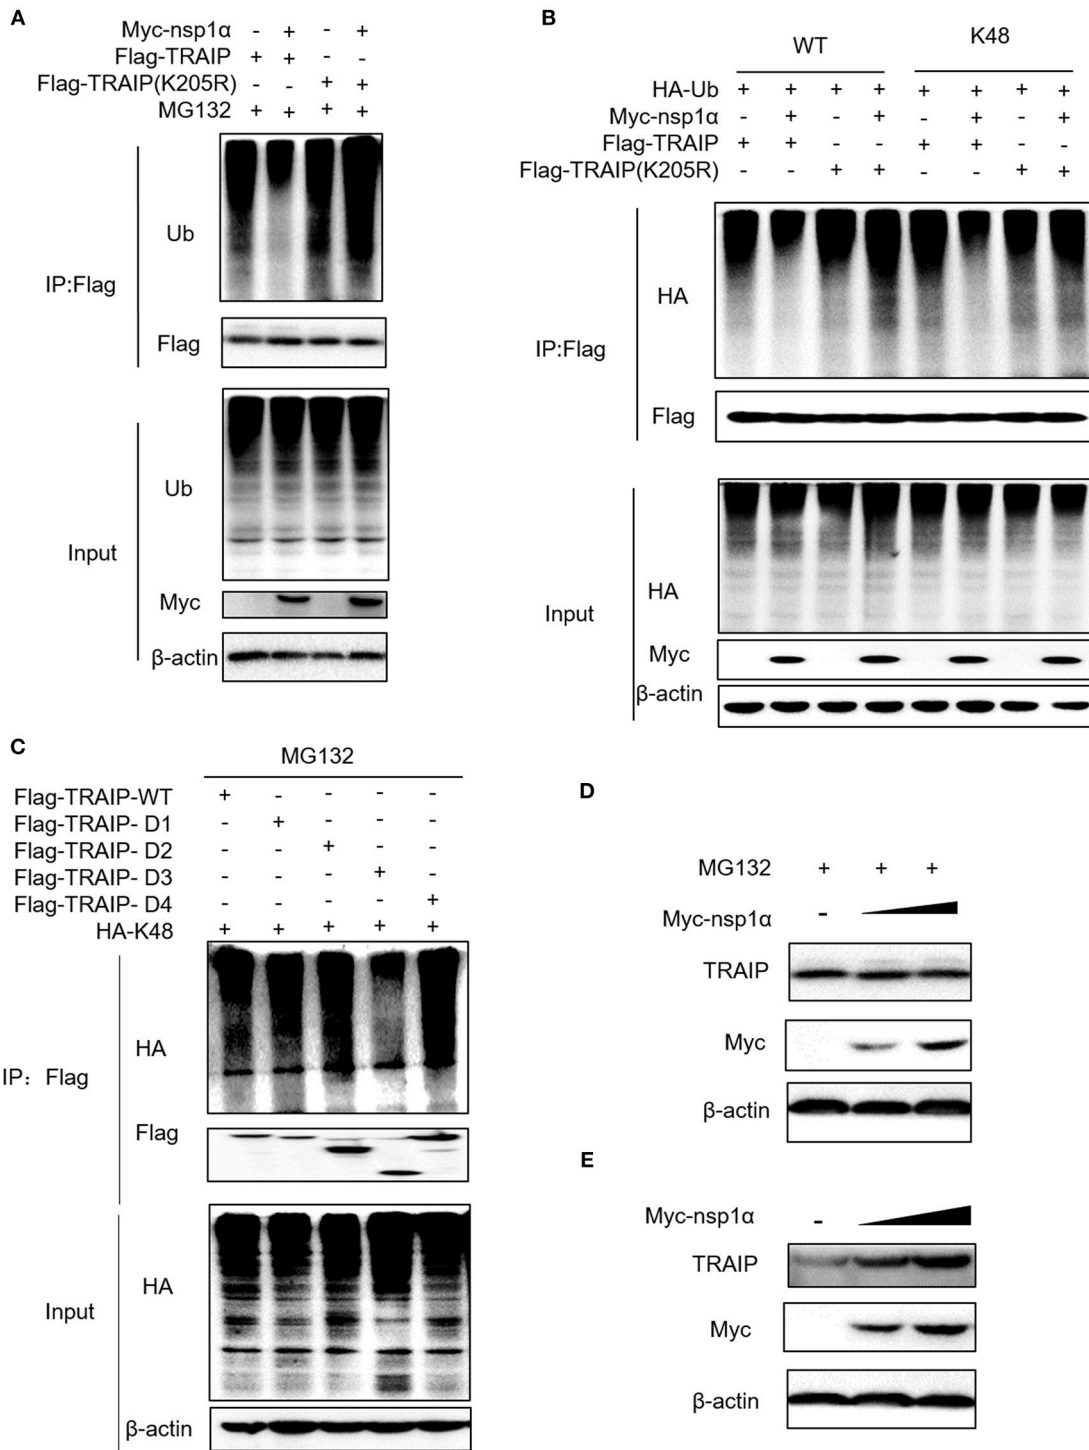 A
Myc-nsp1α - + - +
Flag-TRAIP + + - -
Flag-TRAIP(K205R) - - + +
MG132 + + + +
Ub
IP:Flag
Flag
Ub
Input
Myc
β-actin
B
WT K48
HA-Ub + + + + + + + +
Myc-nsp1α - + - + - + - +
Flag-TRAIP + + - - + + - -
Flag-TRAIP(K205R) - - + + - - + +
HA
IP:Flag
Flag
HA
Input
Myc
β-actin
C
MG132
Flag-TRAIP-WT + - - - -
Flag-TRAIP- D1 - + - - -
Flag-TRAIP- D2 - - + - -
Flag-TRAIP- D3 - - - + -
Flag-TRAIP- D4 - - - - +
HA-K48 + + + + +
HA
IP: Flag
Flag
HA
Input
β-actin
D
MG132 + + +
Myc-nsp1α -
TRAIP
Myc
β-actin
E
Myc-nsp1α -
TRAIP
Myc
β-actin